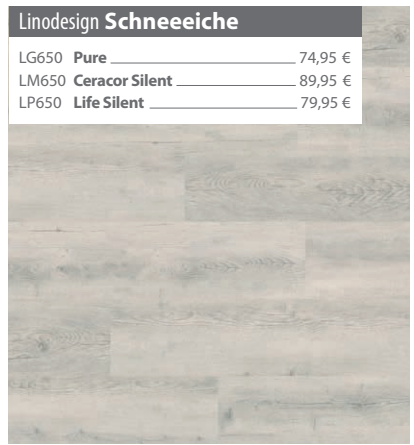 Linodesign Schneeeiche
LG650 Pure 74,95 €
LM650 Ceracor Silent 89,95 €
LP650 Life Silent 79,95 €